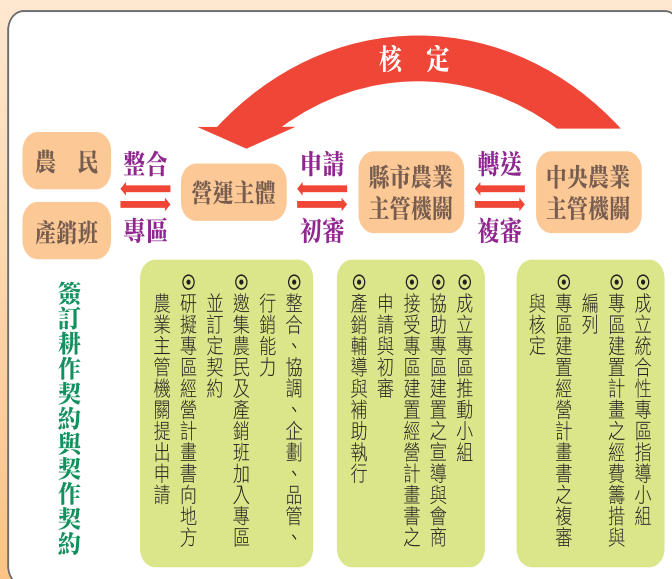 核定
農民
產銷班
整合
專區
營運主體
申請
初審
縣市農業
主管機關
轉送
複審
中央農業
主管機關
簽訂耕作契約與契作契約
⊙整合、協調、企劃、品管、
行銷能力
⊙邀集農民及產銷班加入專區
並訂定契約
⊙研擬專區經營計畫書向地方
農業主管機關提出申請
⊙成立專區推動小組
⊙協助專區建置之宣導與會商
⊙接受專區建置經營計畫書之
申請與初審
⊙產銷輔導與補助執行
⊙成立統合性專區指導小組
⊙專區建置計畫之經費籌措與
編列
⊙專區建置經營計畫書之複審
與核定